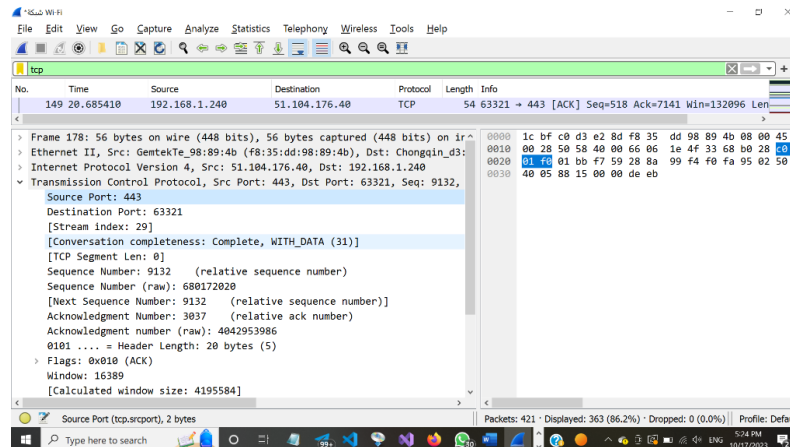 *شبكة Wi-Fi
File Edit View Go Capture Analyze Statistics Telephony Wireless Tools Help
tcp
No. Time Source Destination Protocol Length Info
149 20.685410 192.168.1.240 51.104.176.40 TCP 54 63321 → 443 [ACK] Seq=518 Ack=7141 Win=132096 Len
Frame 178: 56 bytes on wire (448 bits), 56 bytes captured (448 bits) on in
Ethernet II, Src: GemtekTe_98:89:4b (f8:35:dd:98:89:4b), Dst: Chongqin_d3:
Internet Protocol Version 4, Src: 51.104.176.40, Dst: 192.168.1.240
Transmission Control Protocol, Src Port: 443, Dst Port: 63321, Seq: 9132,
Source Port: 443
Destination Port: 63321
[Stream index: 29]
[Conversation completeness: Complete, WITH_DATA (31)]
[TCP Segment Len: 0]
Sequence Number: 9132 (relative sequence number)
Sequence Number (raw): 680172020
[Next Sequence Number: 9132 (relative sequence number)]
Acknowledgment Number: 3037 (relative ack number)
Acknowledgment number (raw): 4042953986
0101 .... = Header Length: 20 bytes (5)
Flags: 0x010 (ACK)
Window: 16389
[Calculated window size: 4195584]
0000 1c bf c0 d3 e2 8d f8 35 dd 98 89 4b 08 00 45
0010 00 28 50 58 40 00 66 06 1e 4f 33 68 b0 28 c0
0020 01 f0 01 bb f7 59 28 8a 99 f4 f0 fa 95 02 50
0030 40 05 88 15 00 00 de eb
Source Port (tcp.srcport), 2 bytes
Packets: 421 · Displayed: 363 (86.2%) · Dropped: 0 (0.0%)
Profile: Defa
Type here to search
99+
30
ENG
5:24 PM
10/17/2023
2